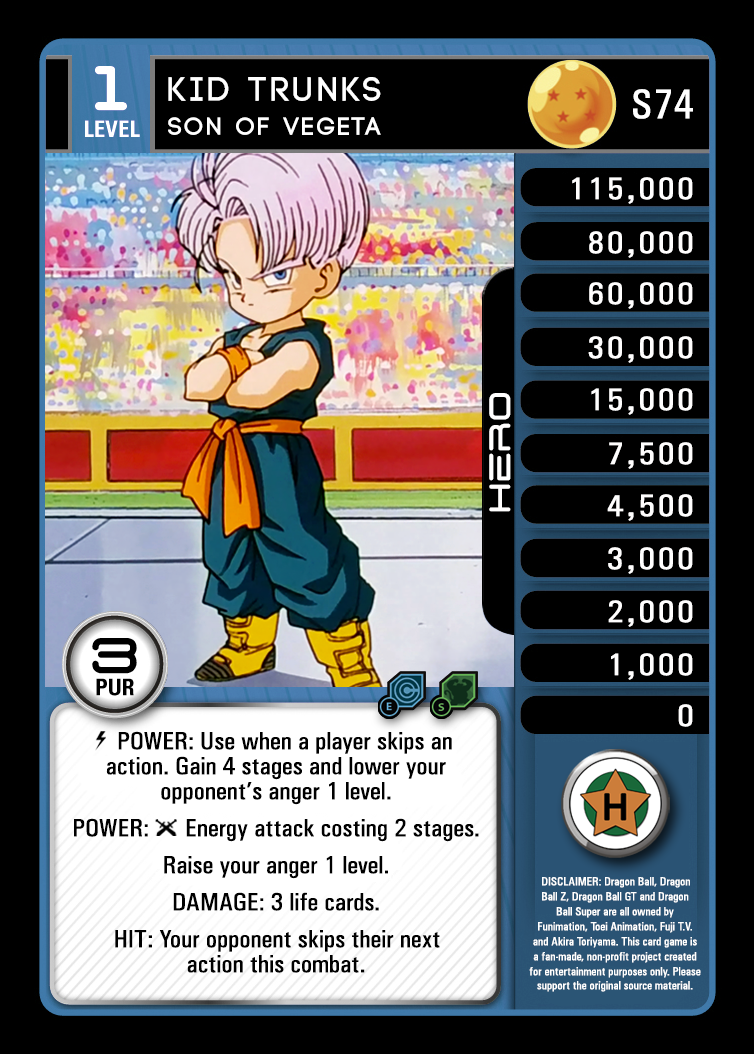 1
LEVEL
KID TRUNKS
SON OF VEGETA
S74
115,000
80,000
60,000
30,000
15,000
7,500
4,500
3,000
2,000
1,000
0
HERO
3
PUR
E
S
POWER: Use when a player skips an
action. Gain 4 stages and lower your
opponent's anger 1 level.
POWER: Energy attack costing 2 stages.
Raise your anger 1 level.
DAMAGE: 3 life cards.
HIT: Your opponent skips their next
action this combat.
H
DISCLAIMER: Dragon Ball, Dragon
Ball Z, Dragon Ball GT and Dragon
Ball Super are all owned by
Funimation, Toei Animation, Fuji T.V.
and Akira Toriyama. This card game is
a fan-made, non-profit project created
for entertainment purposes only. Please
support the original source material.